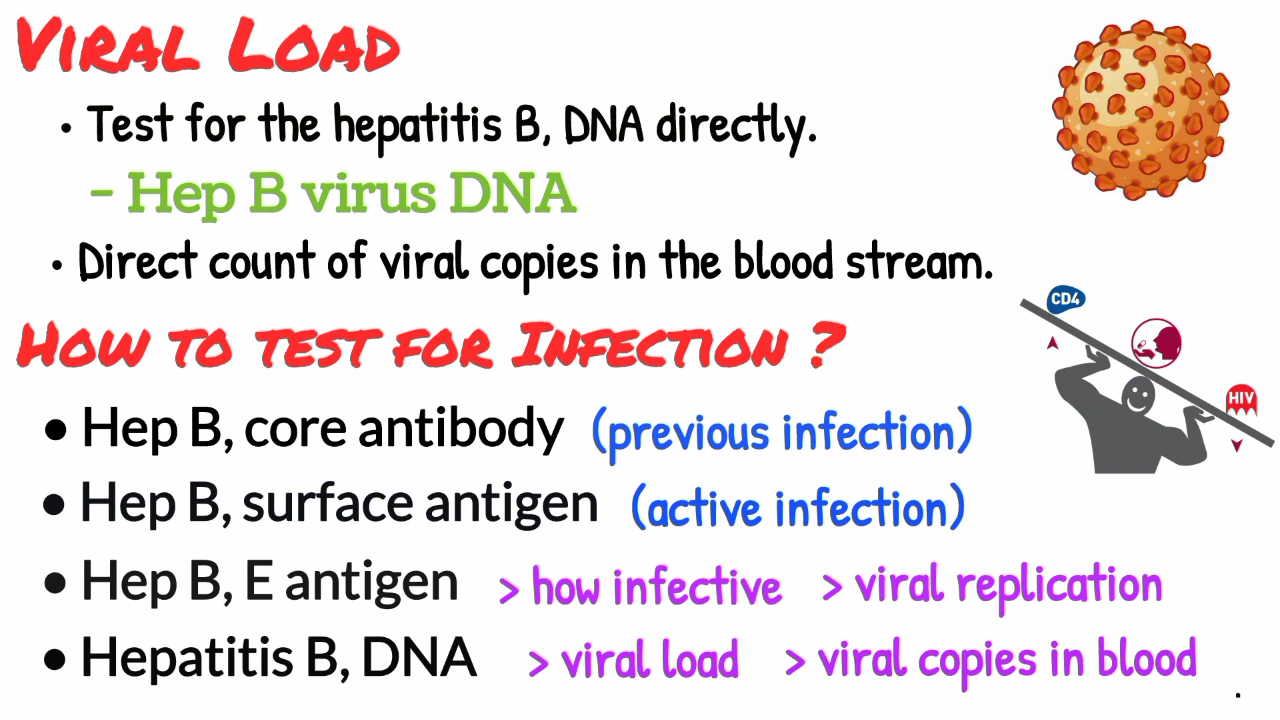 Viral Load
• Test for the hepatitis B, DNA directly.
- Hep B virus DNA
• Direct count of viral copies in the blood stream.
CD4
How to test for Infection ?
HIV
• Hep B, core antibody (previous infection)
• Hep B, surface antigen (active infection)
• Hep B, E antigen > how infective > viral replication
• Hepatitis B, DNA > viral load > viral copies in blood
.